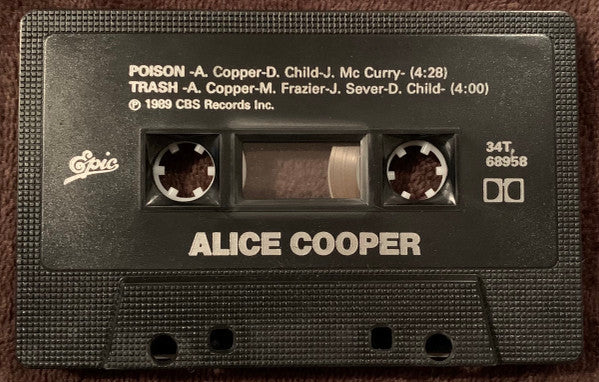 POISON -A. Copper-D. Child-J. Mc Curry- (4:28)
TRASH -A. Copper-M. Frazier-J. Sever-D. Child- (4:00)
℗ 1989 CBS Records Inc.
Epic
34T,
68958
ALICE COOPER